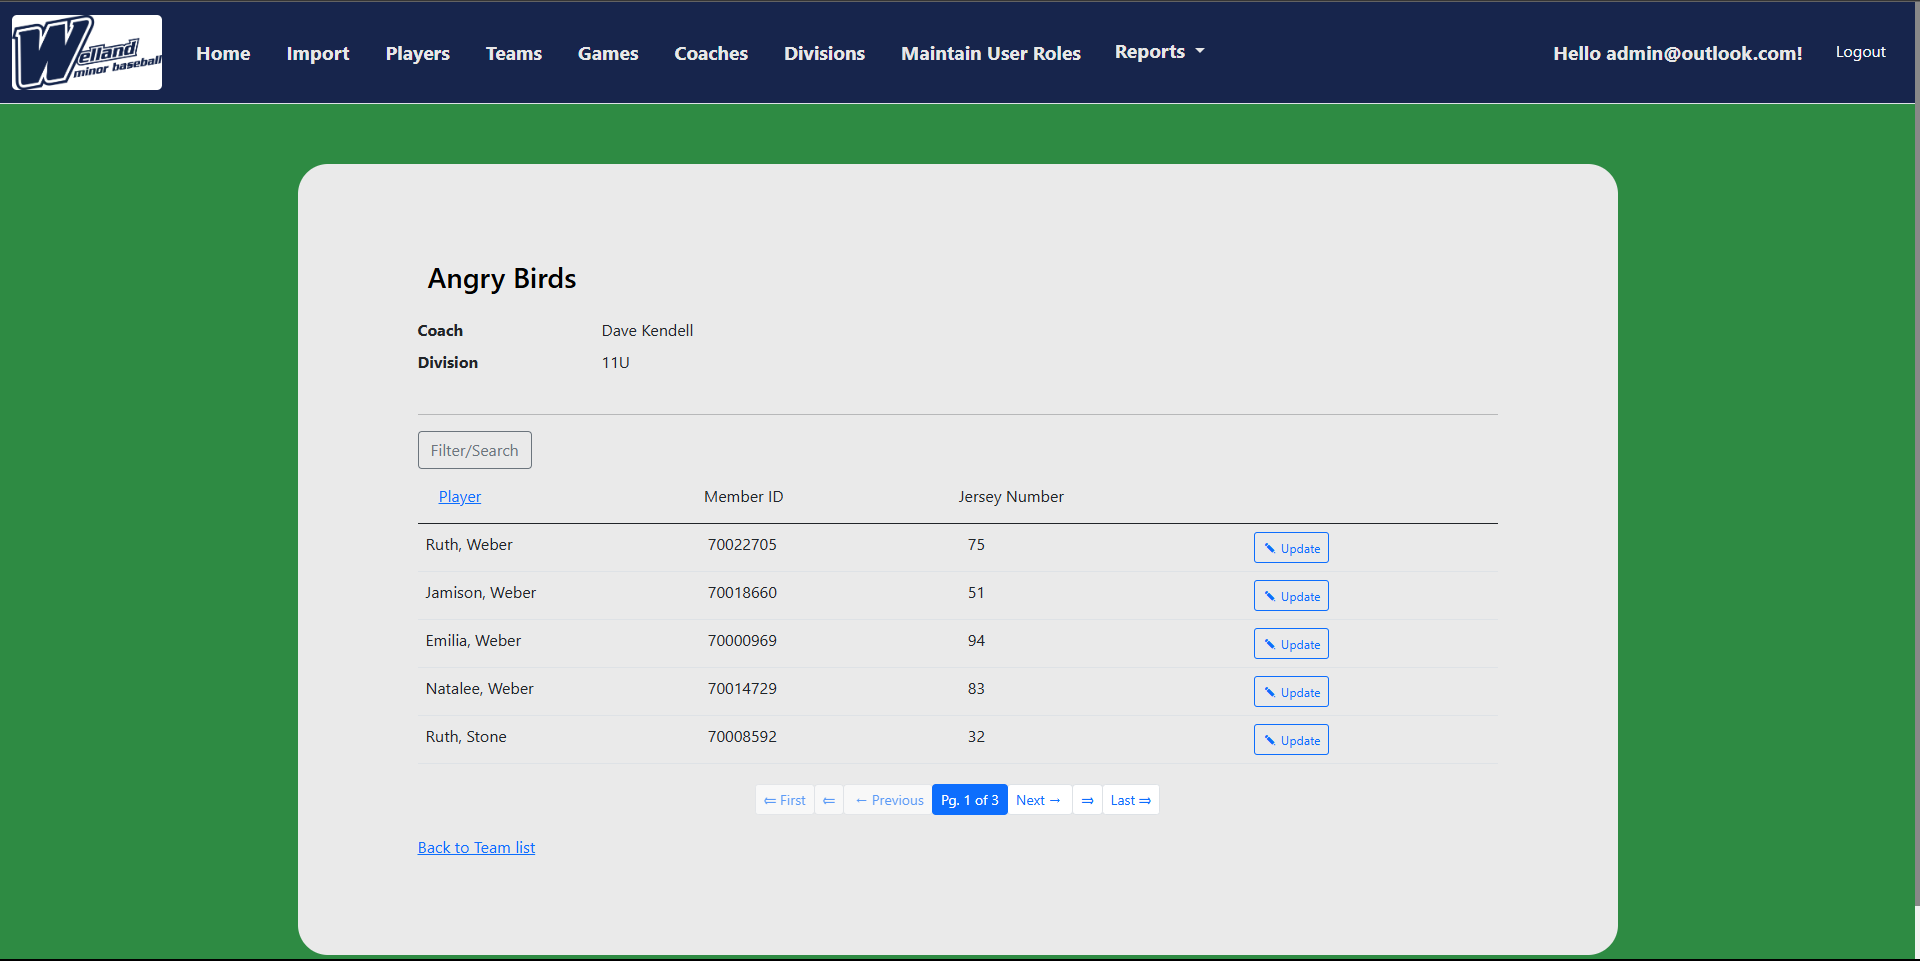 Welland minor baseball
Home Import Players Teams Games Coaches Divisions Maintain User Roles Reports Hello admin@outlook.com! Logout
Angry Birds
Coach Dave Kendell
Division 11U
Filter/Search
Player Member ID Jersey Number
Ruth, Weber 70022705 75 Update
Jamison, Weber 70018660 51 Update
Emilia, Weber 70000969 94 Update
Natalee, Weber 70014729 83 Update
Ruth, Stone 70008592 32 Update
⇐ First ⇐ ← Previous Pg. 1 of 3 Next → ⇒ Last ⇒
Back to Team list